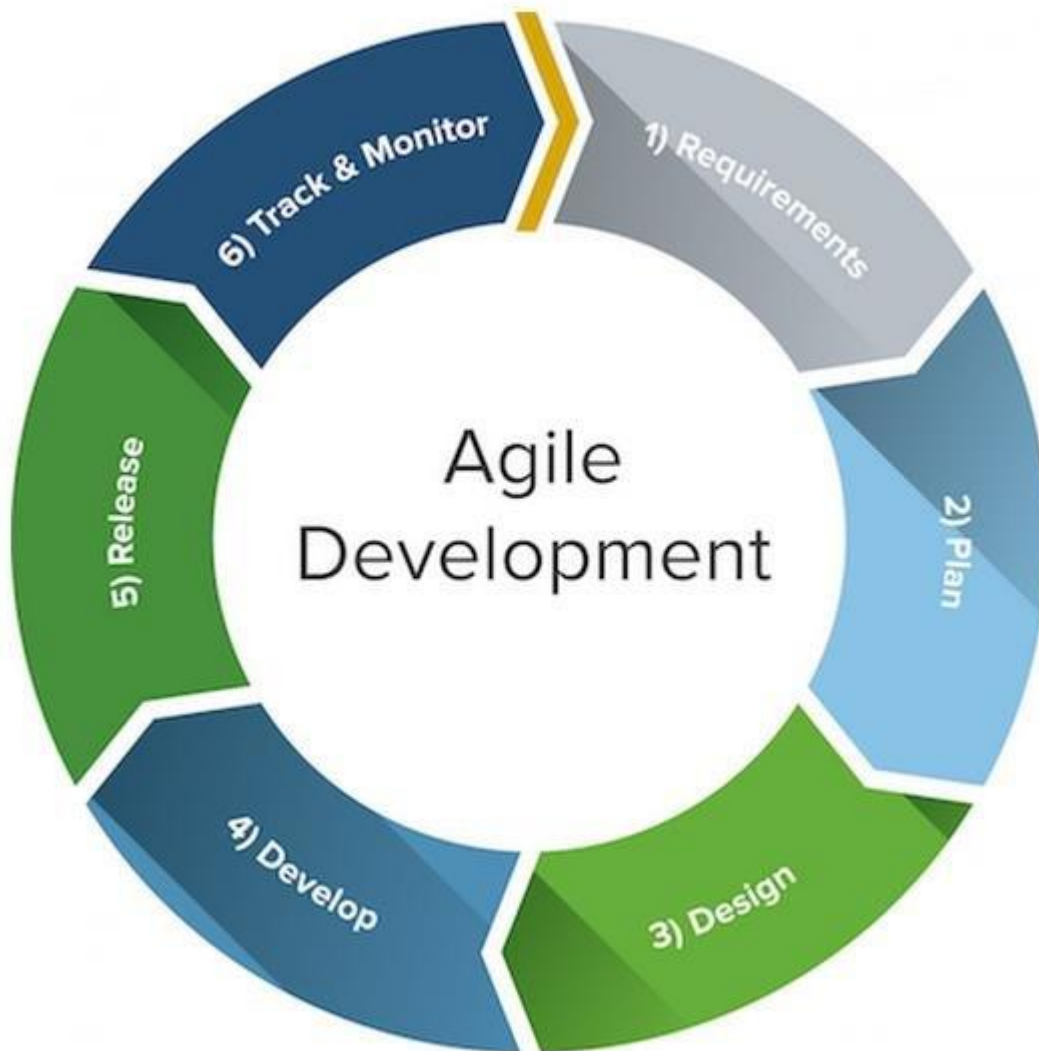 Agile
Development
1) Requirements
2) Plan
3) Design
4) Develop
5) Release
6) Track & Monitor